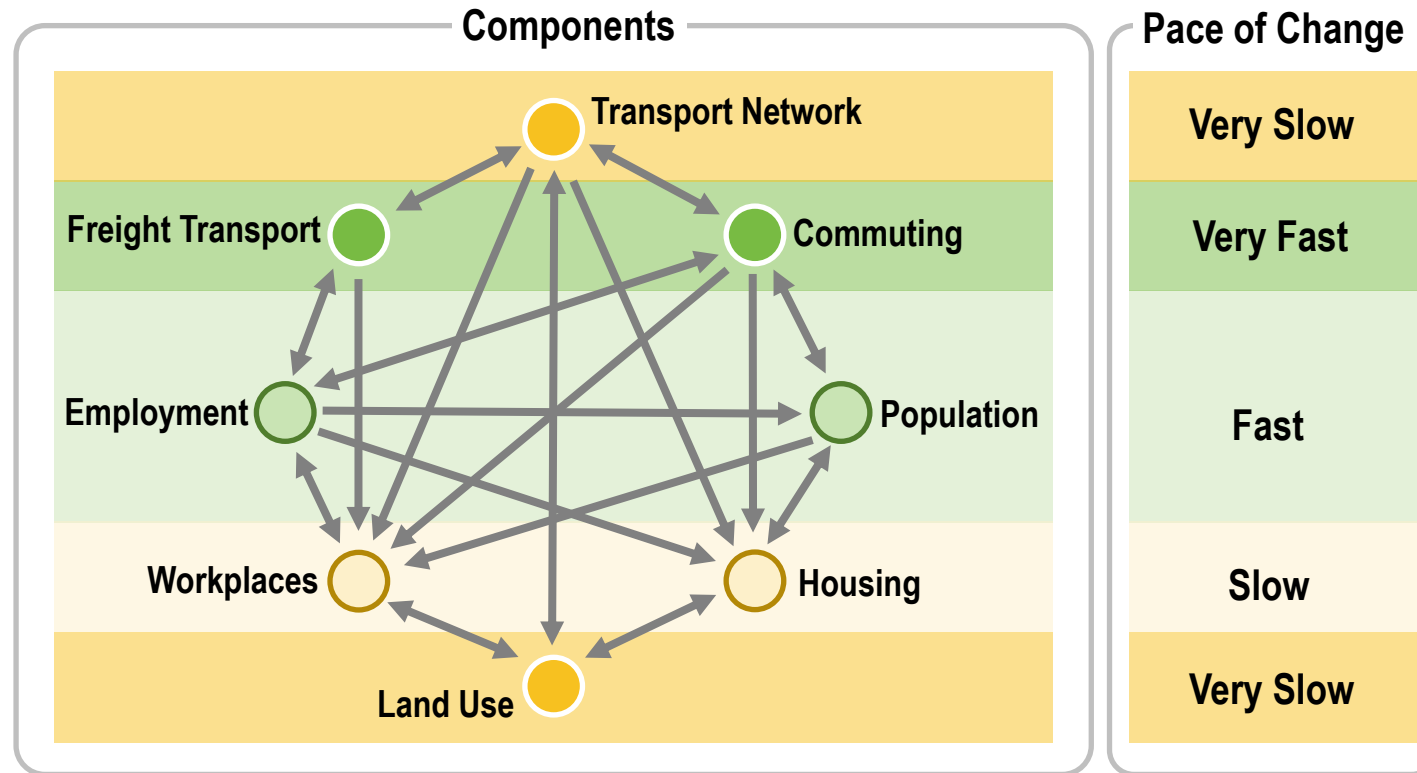 Components
Pace of Change
Transport Network
Very Slow
Freight Transport
Commuting
Very Fast
Employment
Population
Fast
Workplaces
Housing
Slow
Land Use
Very Slow